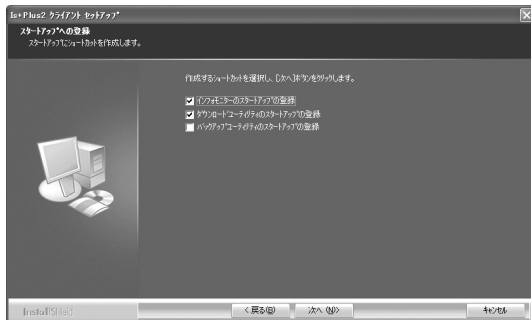 Is+Plus2 クライアント セットアップ
スタートアップへの登録
スタートアップにショートカットを作成します。
作成するショートカットを選択し、[次へ]ボタンをクリックします。
インフォモニターのスタートアップの登録
ダウンロードユーティリティのスタートアップの登録
バックアップユーティリティのスタートアップの登録
InstallShield
< 戻る(B)
次へ (N)>
キャンセル